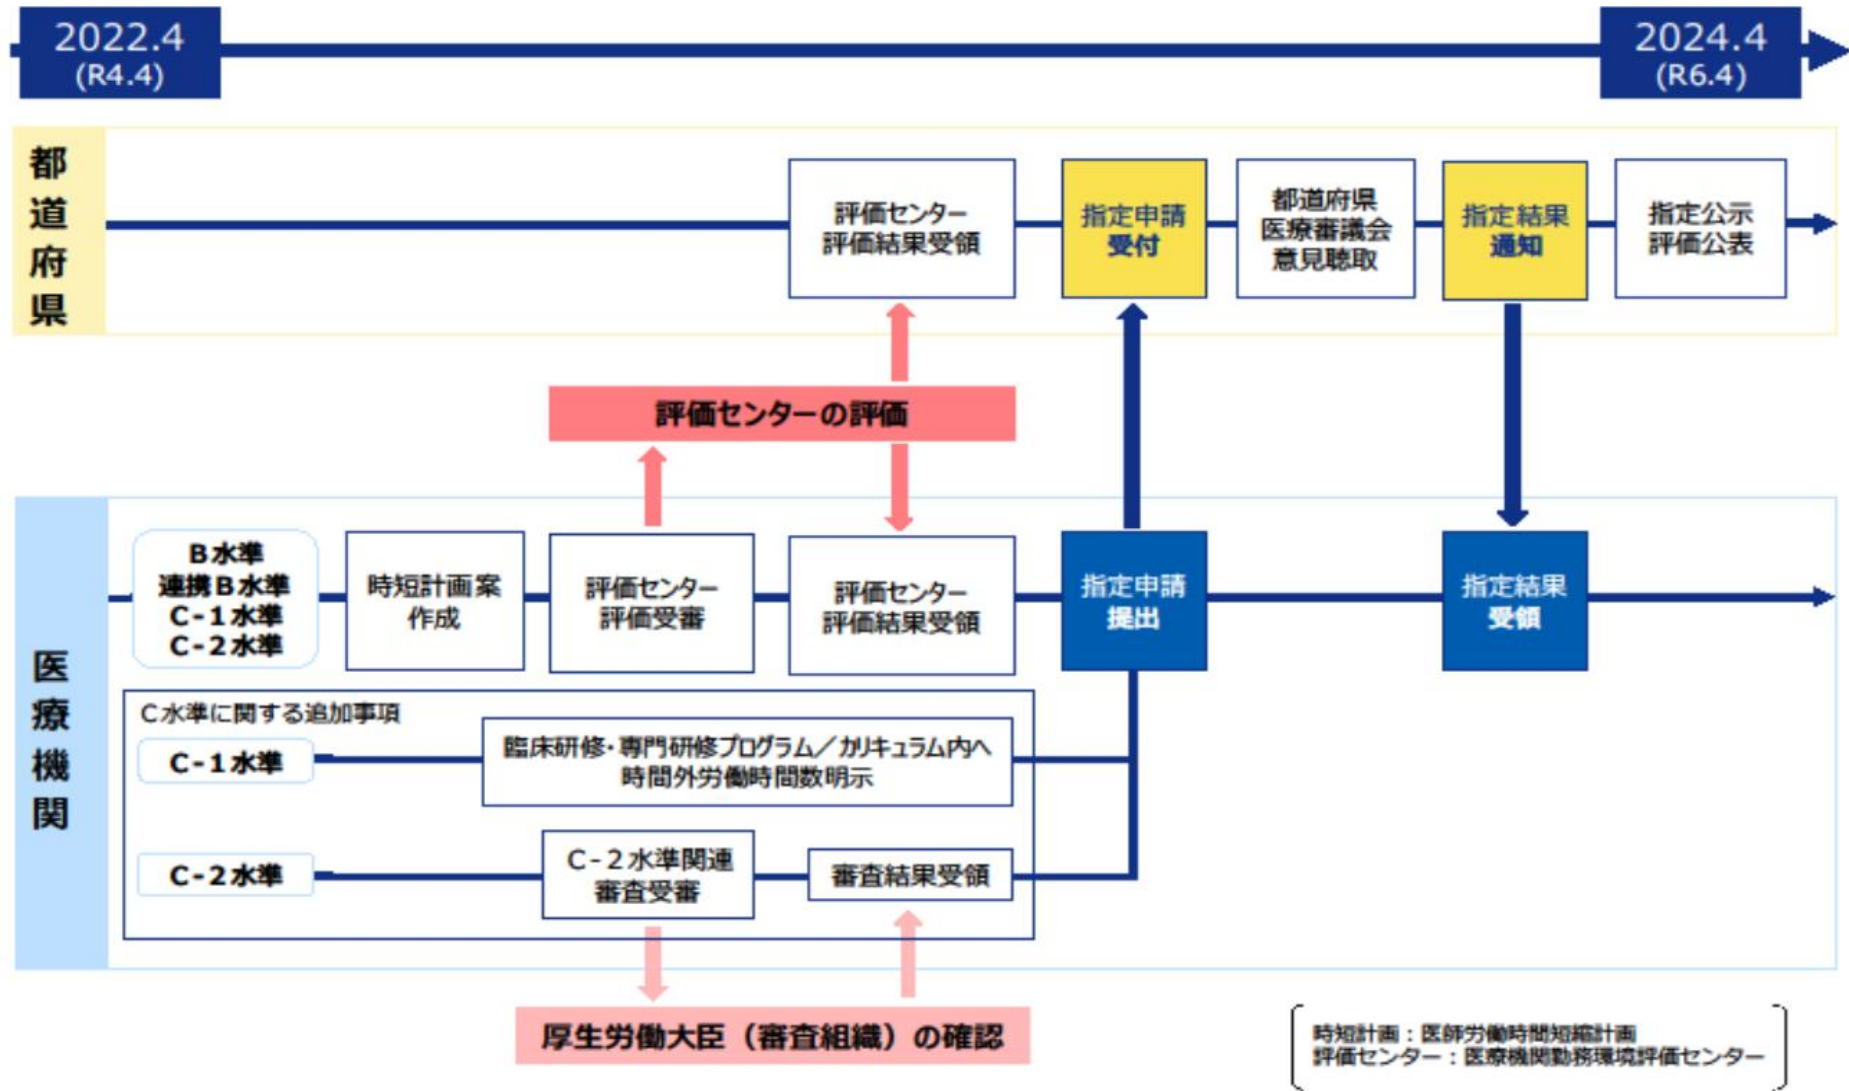 2022.4
(R4.4)
2024.4
(R6.4)
都道府県
評価センター
評価結果受領
指定申請
受付
都道府県
医療審議会
意見聴取
指定結果
通知
指定公示
評価公表
評価センターの評価
医療機関
B水準
連携B水準
C-1水準
C-2水準
時短計画案
作成
評価センター
評価受審
評価センター
評価結果受領
指定申請
提出
指定結果
受領
C水準に関する追加事項
C-1水準
臨床研修・専門研修プログラム／カリキュラム内へ
時間外労働時間数明示
C-2水準
C-2水準関連
審査受審
審査結果受領
厚生労働大臣（審査組織）の確認
時短計画：医師労働時間短縮計画
評価センター：医療機関勤務環境評価センター